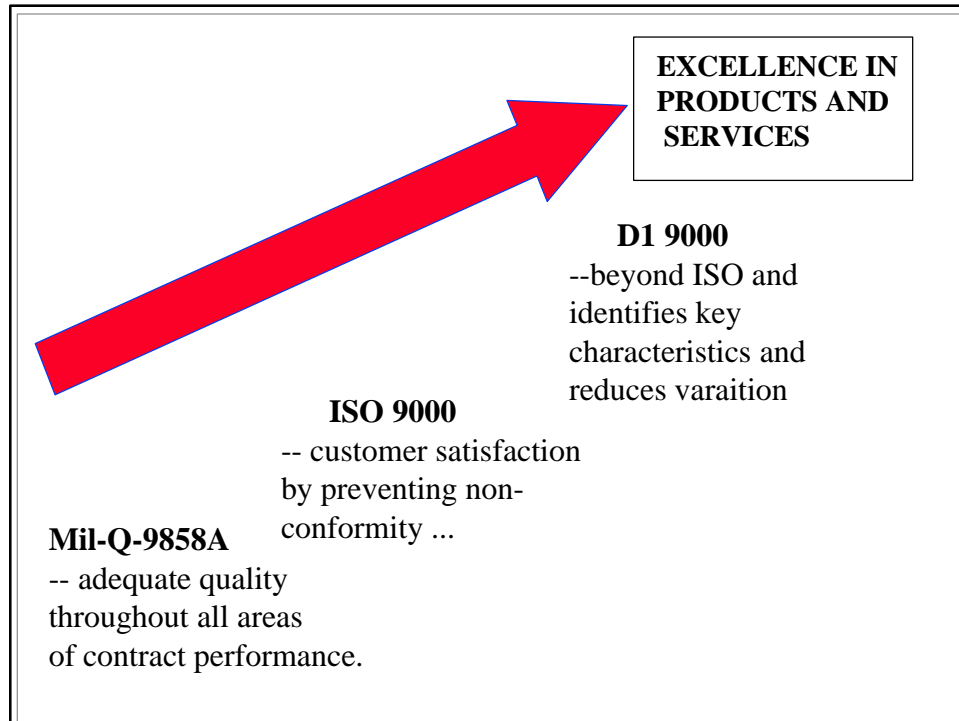 EXCELLENCE IN
PRODUCTS AND
SERVICES
D1 9000
--beyond ISO and
identifies key
characteristics and
reduces varaition
ISO 9000
-- customer satisfaction
by preventing non-
conformity ...
Mil-Q-9858A
-- adequate quality
throughout all areas
of contract performance.